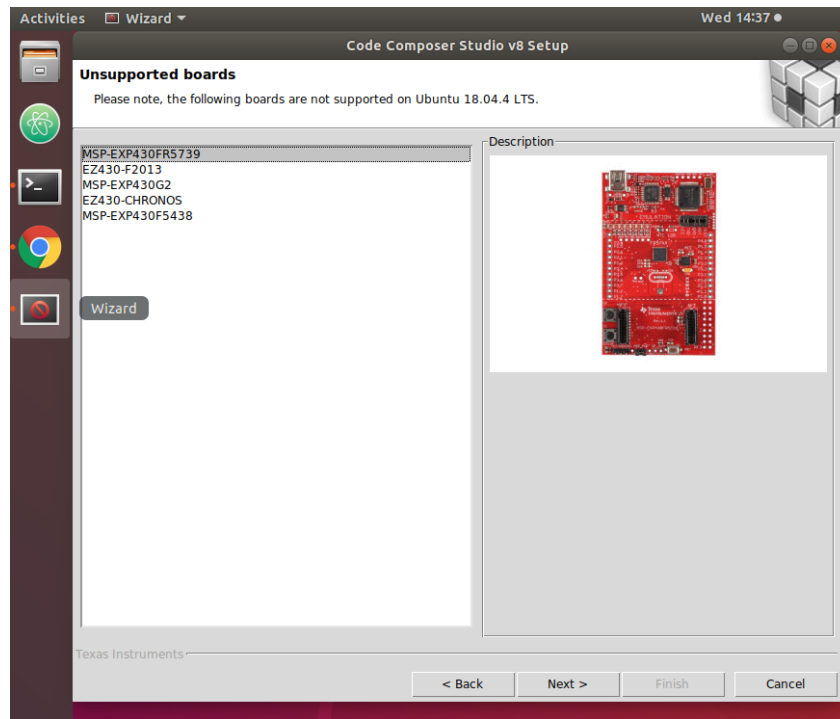 Activities Wizard Wed 14:37
Code Composer Studio v8 Setup
Unsupported boards
Please note, the following boards are not supported on Ubuntu 18.04.4 LTS.
Description
MSP-EXP430FR5739
EZ430-F2013
MSP-EXP430G2
EZ430-CHRONOS
MSP-EXP430F5438
EMULATION
Wizard
Texas Instruments
< Back Next > Finish Cancel